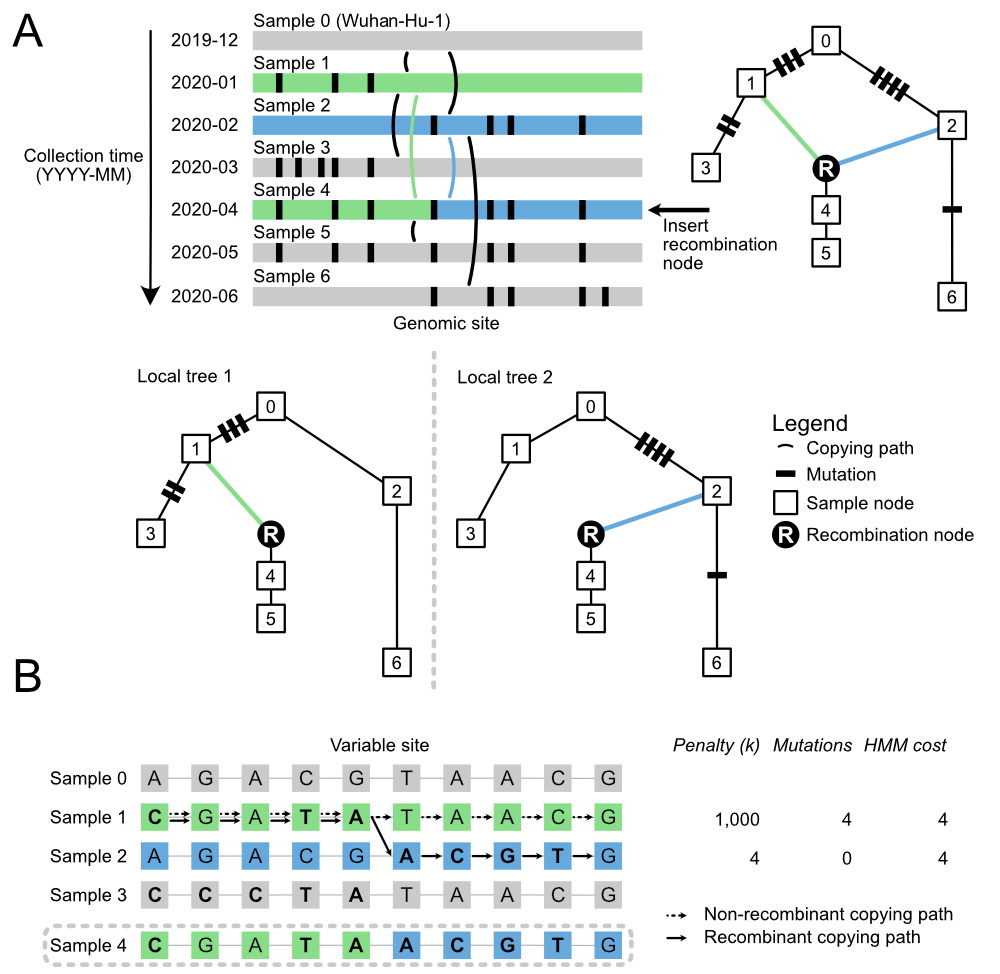 A
Sample 0 (Wuhan-Hu-1)
2019-12
Sample 1
2020-01
Sample 2
2020-02
Sample 3
2020-03
Sample 4
2020-04
Sample 5
2020-05
Sample 6
2020-06
Collection time
(YYYY-MM)
Genomic site
Insert
recombination
node
0
1
2
3
R
4
5
6
Local tree 1
0
1
2
3
R
4
5
6
Local tree 2
0
1
2
3
R
4
5
6
Legend
Copying path
Mutation
Sample node
R Recombination node
B
Variable site
Penalty (k) Mutations HMM cost
Sample 0 A G A C G T A A C G
Sample 1 C G A T A T A A C G 1,000 4 4
Sample 2 A G A C G A C G T G 4 0 4
Sample 3 C C C T A T A A C G
Sample 4 C G A T A A C G T G
Non-recombinant copying path
Recombinant copying path